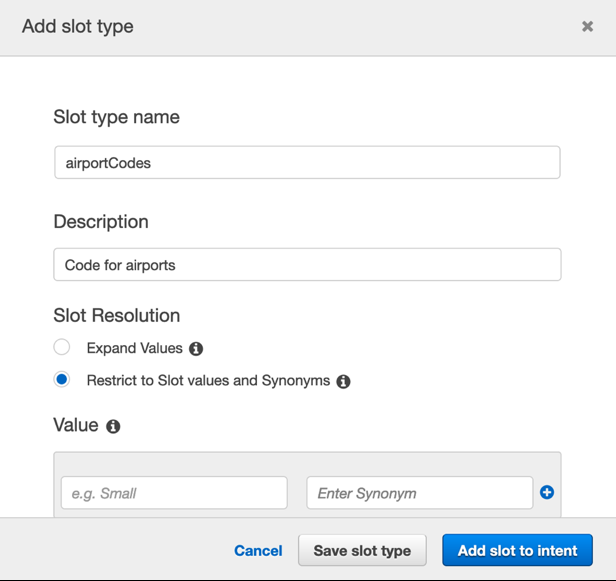 Add slot type
Slot type name
airportCodes
Description
Code for airports
Slot Resolution
Expand Values
Restrict to Slot values and Synonyms
Value
e.g. Small Enter Synonym
Cancel Save slot type Add slot to intent